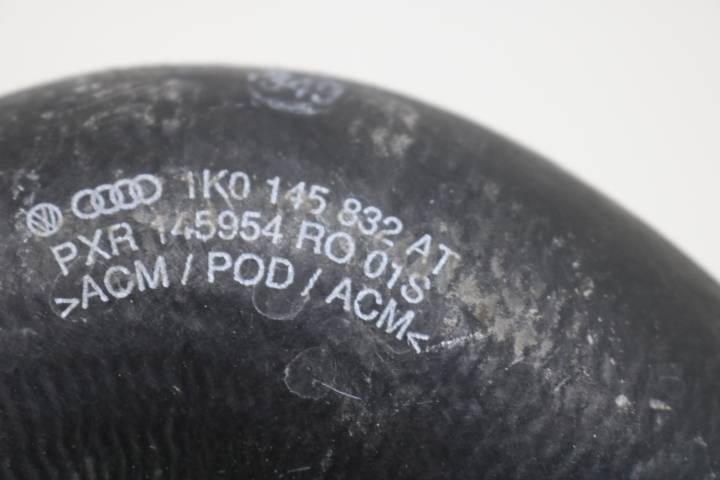 1K0 145 832 AT
PXR 145954 RO 01S
>ACM / POD / ACM<